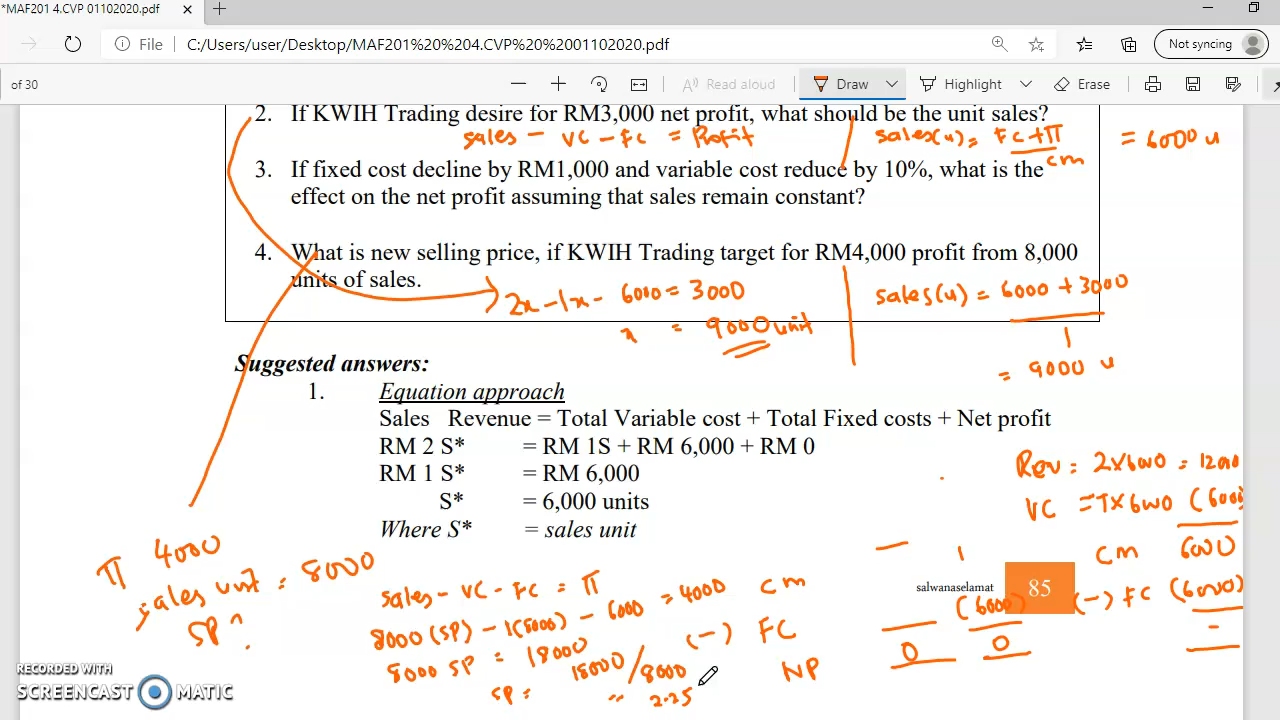 *MAF201 4.CVP 01102020.pdf
File C:/Users/user/Desktop/MAF201%20%204.CVP%20%2001102020.pdf Not syncing
of 30 Read aloud Draw Highlight Erase
2. If KWIH Trading desire for RM3,000 net profit, what should be the unit sales?
sales - VC - FC = Profit
sales(u) = FC + π
cm
= 6000 u
3. If fixed cost decline by RM1,000 and variable cost reduce by 10%, what is the
effect on the net profit assuming that sales remain constant?
4. What is new selling price, if KWIH Trading target for RM4,000 profit from 8,000
units of sales.
2x - 1x - 6000 = 3000
x = 9000 unit
sales(u) = 6000 + 3000
1
= 9000 u
Suggested answers:
1. Equation approach
Sales Revenue = Total Variable cost + Total Fixed costs + Net profit
RM 2 S* = RM 1S + RM 6,000 + RM 0
RM 1 S* = RM 6,000
S* = 6,000 units
Where S* = sales unit
Rev = 2 x 6000 =
VC = 1 x 6000 (6000)
cm 6000
(-) FC (6000)
-
π 4000
sales unit = 8000
SP ?
sales - VC - FC = π
8000 (SP) - 1(8000) - 6000 = 4000
8000 SP = 18000
SP = 18000/8000
= 2.25
cm
(-) FC (6000)
NP 0 0
salwanaselamat 85
RECORDED WITH
SCREENCAST MATIC